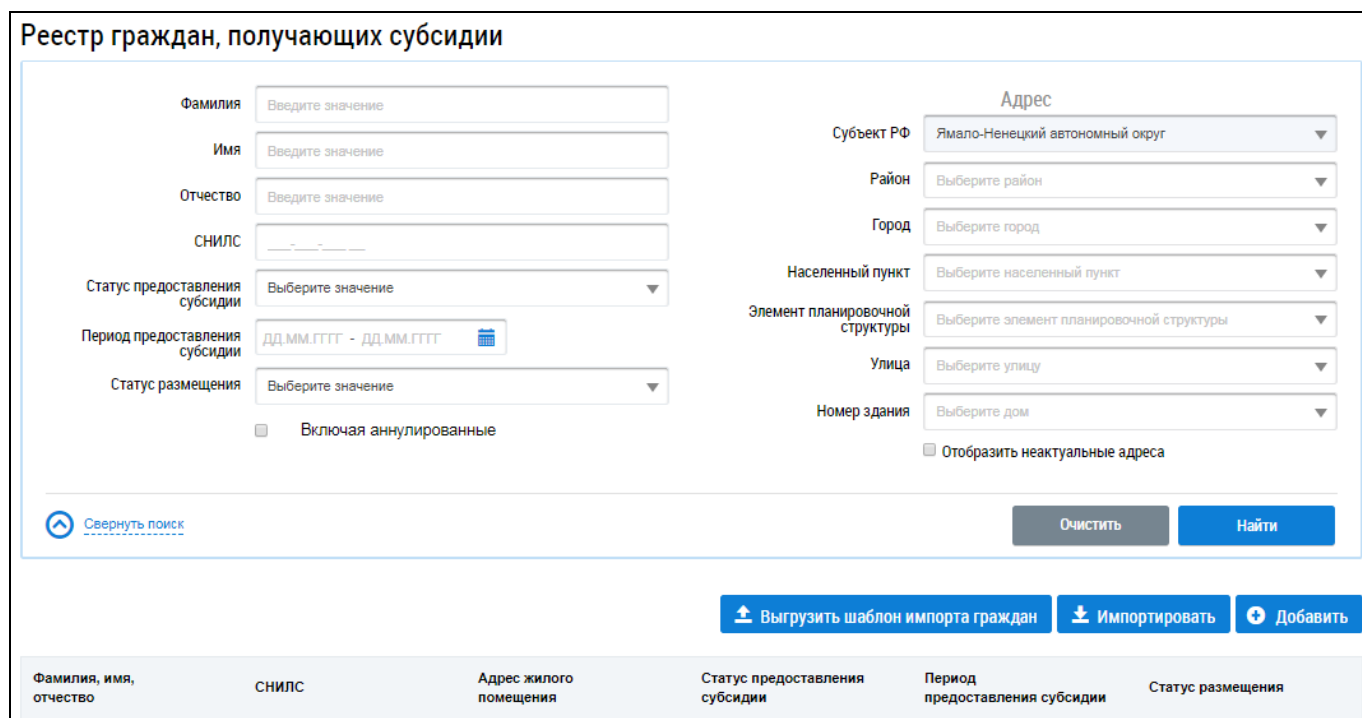 Реестр граждан, получающих субсидии
Фамилия
Введите значение
Имя
Введите значение
Отчество
Введите значение
СНИЛС
___-___-___ __
Статус предоставления
субсидии
Выберите значение
Период предоставления
субсидии
ДД.ММ.ГГГГ - ДД.ММ.ГГГГ
Статус размещения
Выберите значение
Включая аннулированные
Адрес
Субъект РФ
Ямало-Ненецкий автономный округ
Район
Выберите район
Город
Выберите город
Населенный пункт
Выберите населенный пункт
Элемент планировочной
структуры
Выберите элемент планировочной структуры
Улица
Выберите улицу
Номер здания
Выберите дом
Отобразить неактуальные адреса
Свернуть поиск
Очистить
Найти
Выгрузить шаблон импорта граждан
Импортировать
Добавить
Фамилия, имя,
отчество
СНИЛС
Адрес жилого
помещения
Статус предоставления
субсидии
Период
предоставления субсидии
Статус размещения